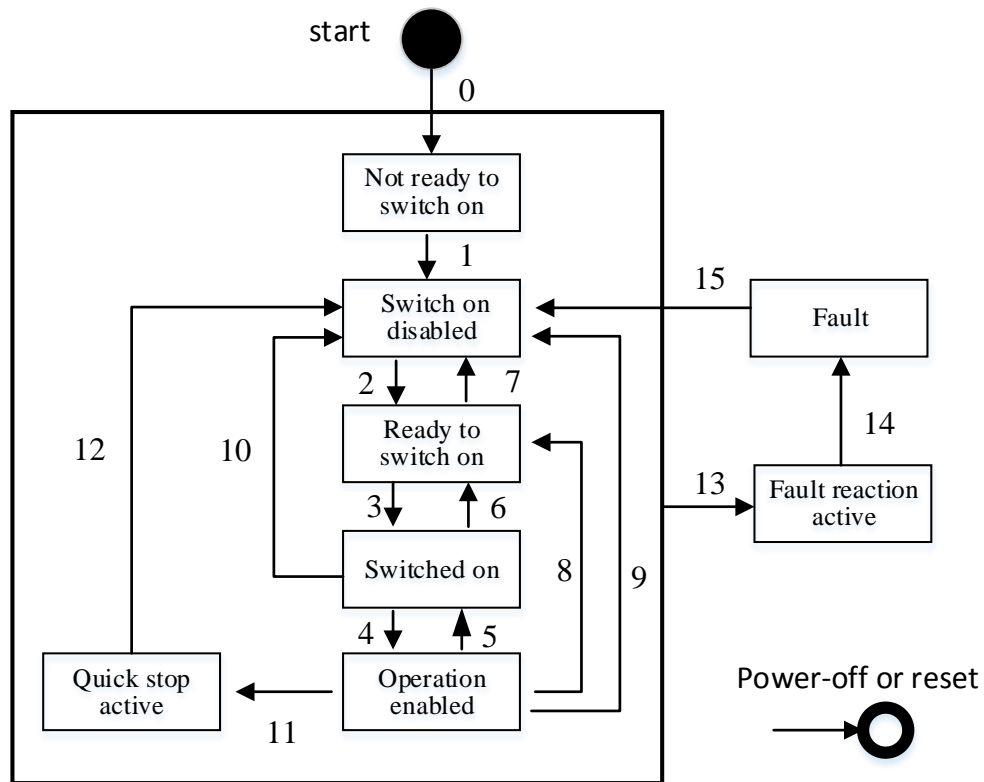 start
0
Not ready to
switch on
1
Switch on
disabled
15
Fault
2
7
12
10
Ready to
switch on
14
3
6
13
Fault reaction
active
Switched on
8
9
4
5
Quick stop
active
11
Operation
enabled
Power-off or reset